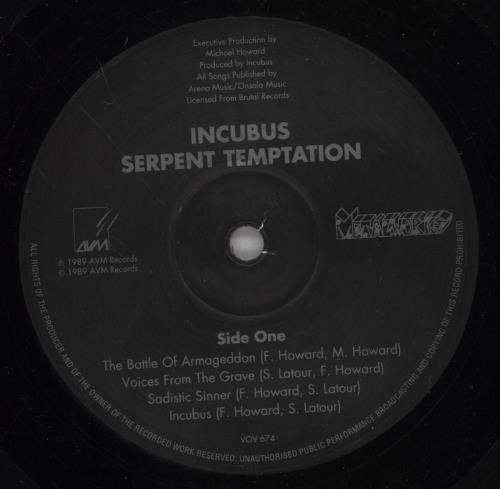 Executive Production by
Michael Howard
Produced by Incubus
All Songs Published by
Arena Music/Onsala Music
Licensed From Brutal Records
INCUBUS
SERPENT TEMPTATION
AVM
℗ 1989 AVM Records
© 1989 AVM Records
Side One
The Battle Of Armageddon (F. Howard, M. Howard)
Voices From The Grave (S. Latour, F. Howard)
Sadistic Sinner (F. Howard, S. Latour)
Incubus (F. Howard, S. Latour)
VOV 674
ALL RIGHTS OF THE PRODUCER AND OF THE OWNER OF THE RECORDED WORK RESERVED. UNAUTHORISED PUBLIC PERFORMANCE BROADCASTING AND COPYING OF THIS RECORD PROHIBITED